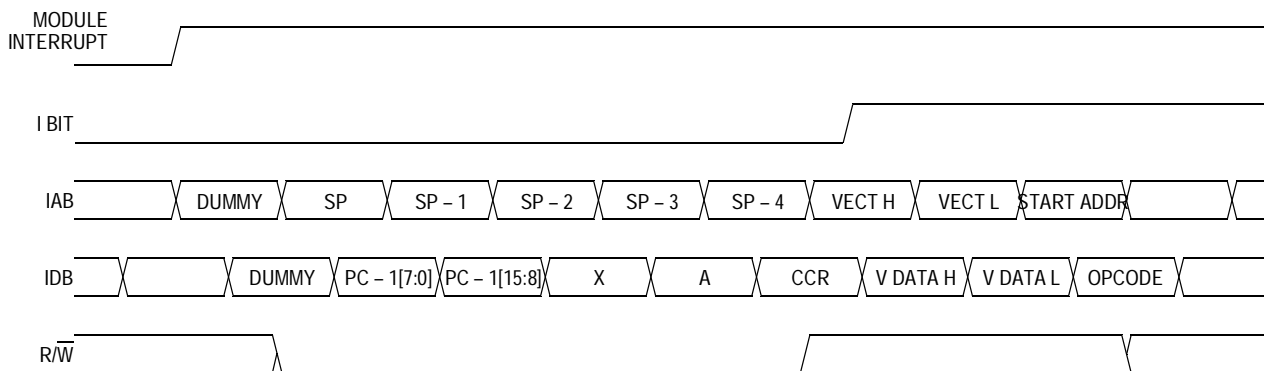 MODULE
INTERRUPT
I BIT
IAB DUMMY SP SP – 1 SP – 2 SP – 3 SP – 4 VECT H VECT L START ADDR
IDB DUMMY PC – 1[7:0] PC – 1[15:8] X A CCR V DATA H V DATA L OPCODE
R/W